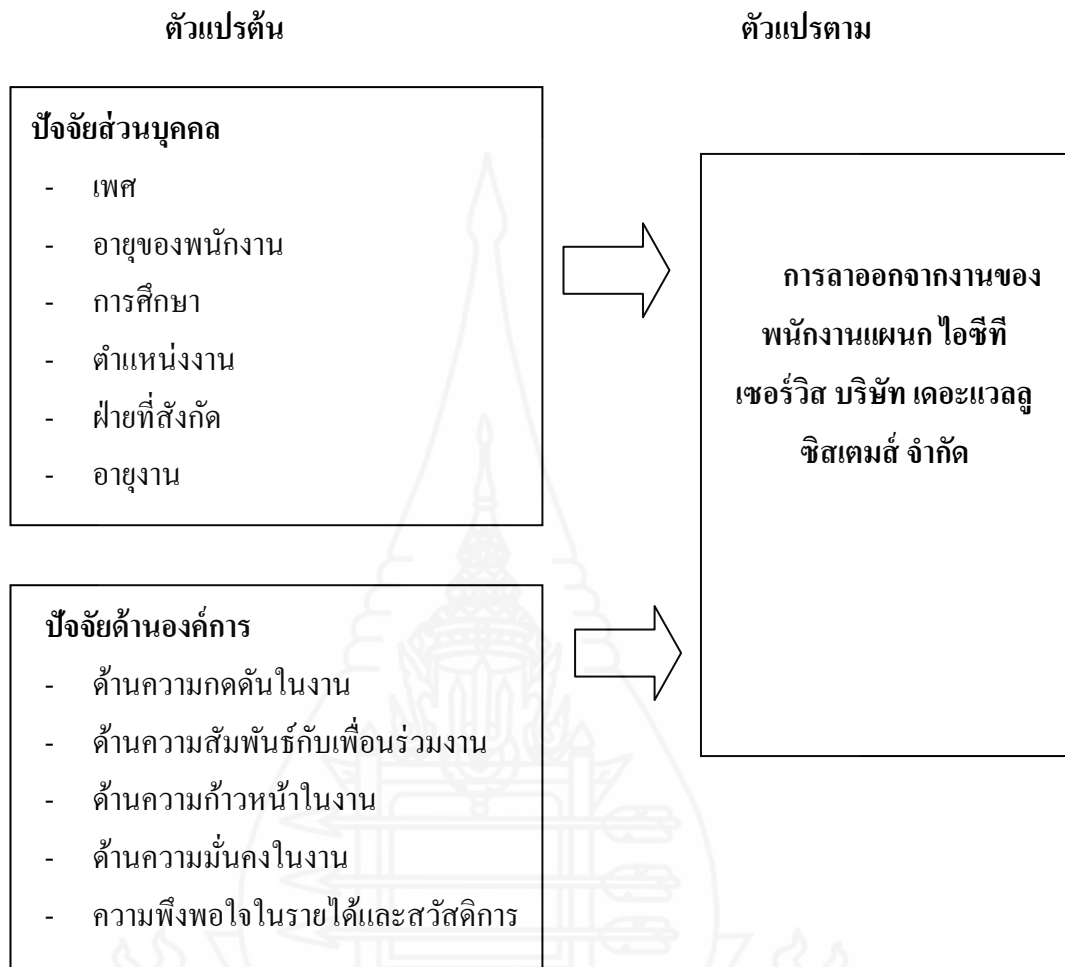 ตัวแปรต้น
ตัวแปรตาม
ปัจจัยส่วนบุคคล
- เพศ
- อายุของพนักงาน
- การศึกษา
- ตำแหน่งงาน
- ฝ่ายที่สังกัด
- อายุงาน
ปัจจัยด้านองค์การ
- ด้านความกดดันในงาน
- ด้านความสัมพันธ์กับเพื่อนร่วมงาน
- ด้านความก้าวหน้าในงาน
- ด้านความมั่นคงในงาน
- ความพึงพอใจในรายได้และสวัสดิการ
การลาออกจากงานของ
พนักงานแผนก ไอซีที
เซอร์วิส บริษัท เดอะแวลลู
ซิสเตมส์ จำกัด